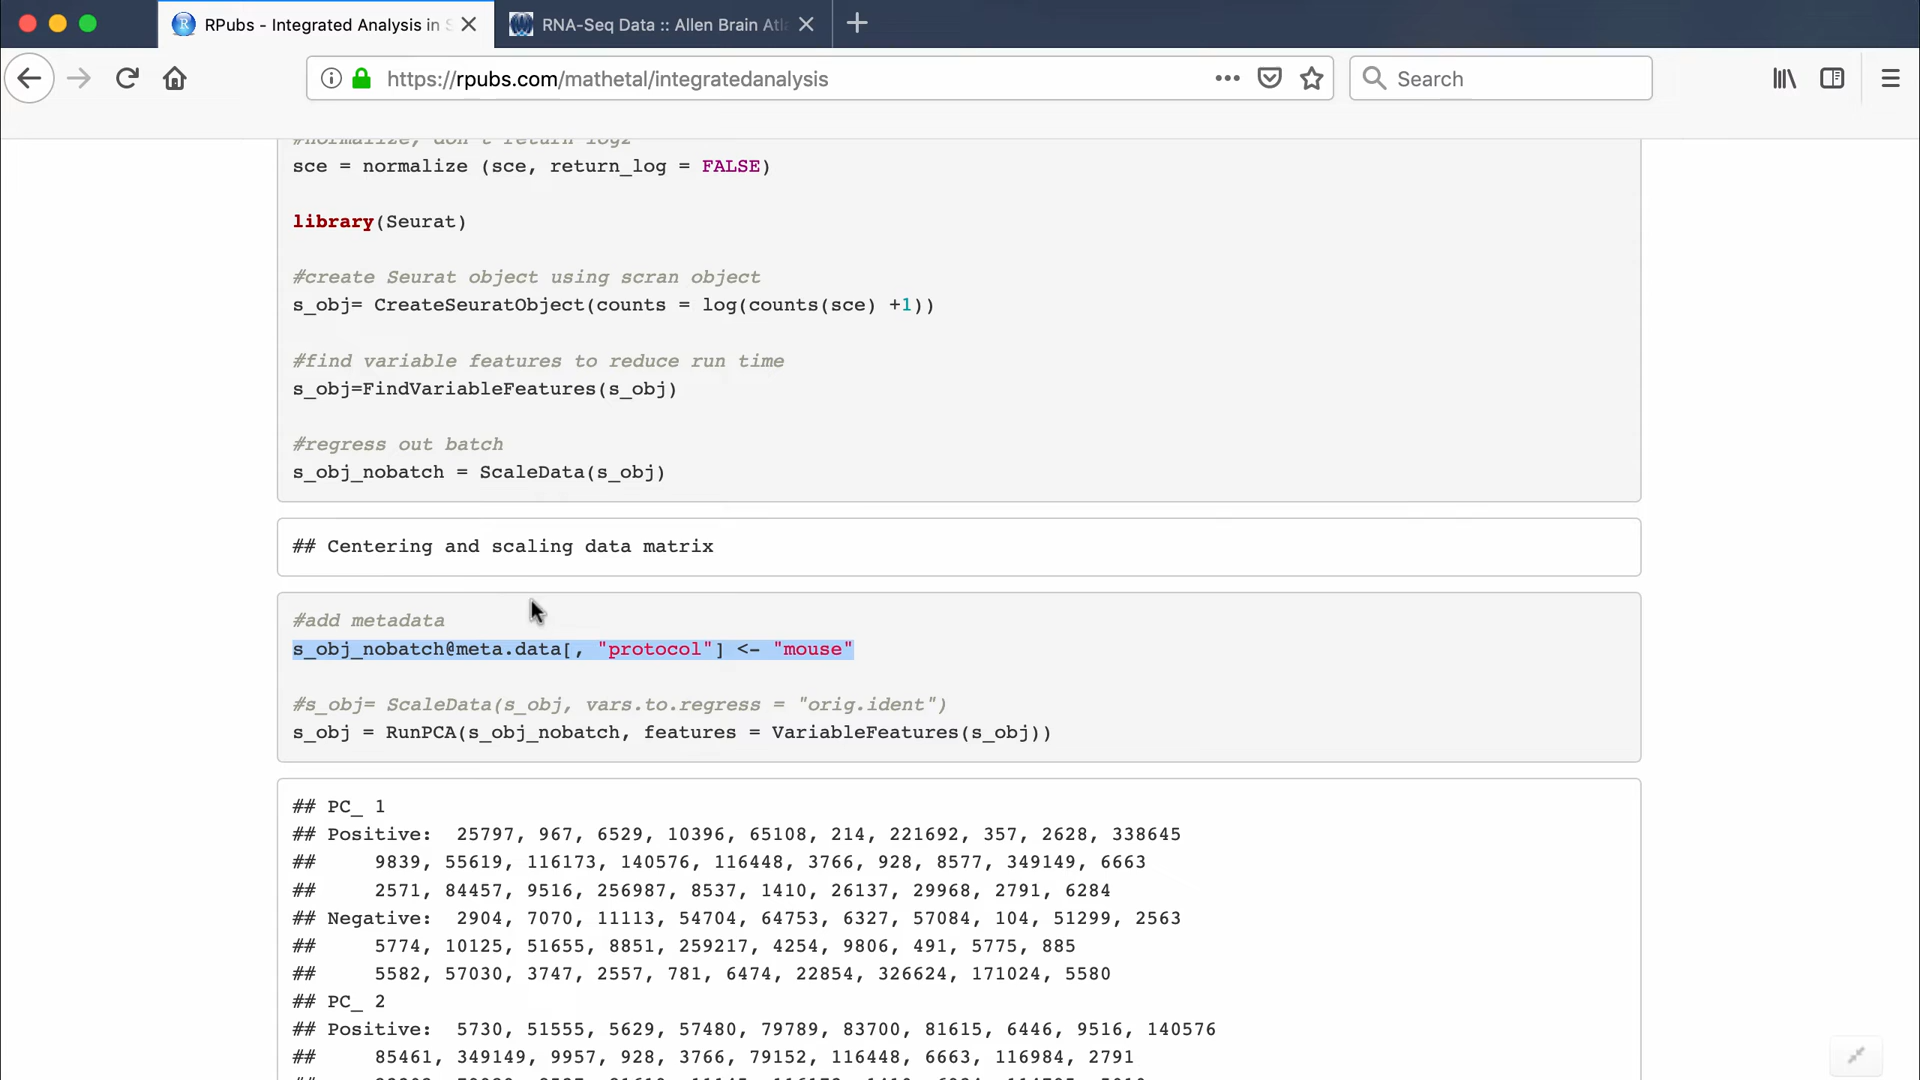 RPubs - Integrated Analysis in S
RNA-Seq Data :: Allen Brain Atla
https://rpubs.com/mathetal/integratedanalysis
Search
#normalize, don't return log2
sce = normalize (sce, return_log = FALSE)
library(Seurat)
#create Seurat object using scran object
s_obj= CreateSeuratObject(counts = log(counts(sce) +1))
#find variable features to reduce run time
s_obj=FindVariableFeatures(s_obj)
#regress out batch
s_obj_nobatch = ScaleData(s_obj)
## Centering and scaling data matrix
#add metadata
s_obj_nobatch@meta.data[, "protocol"] <- "mouse"
#s_obj= ScaleData(s_obj, vars.to.regress = "orig.ident")
s_obj = RunPCA(s_obj_nobatch, features = VariableFeatures(s_obj))
## PC_ 1
## Positive:  25797, 967, 6529, 10396, 65108, 214, 221692, 357, 2628, 338645
##     9839, 55619, 116173, 140576, 116448, 3766, 928, 8577, 349149, 6663
##     2571, 84457, 9516, 256987, 8537, 1410, 26137, 29968, 2791, 6284
## Negative:  2904, 7070, 11113, 54704, 64753, 6327, 57084, 104, 51299, 2563
##     5774, 10125, 51655, 8851, 259217, 4254, 9806, 491, 5775, 885
##     5582, 57030, 3747, 2557, 781, 6474, 22854, 326624, 171024, 5580
## PC_ 2
## Positive:  5730, 51555, 5629, 57480, 79789, 83700, 81615, 6446, 9516, 140576
##     85461, 349149, 9957, 928, 3766, 79152, 116448, 6663, 116984, 2791